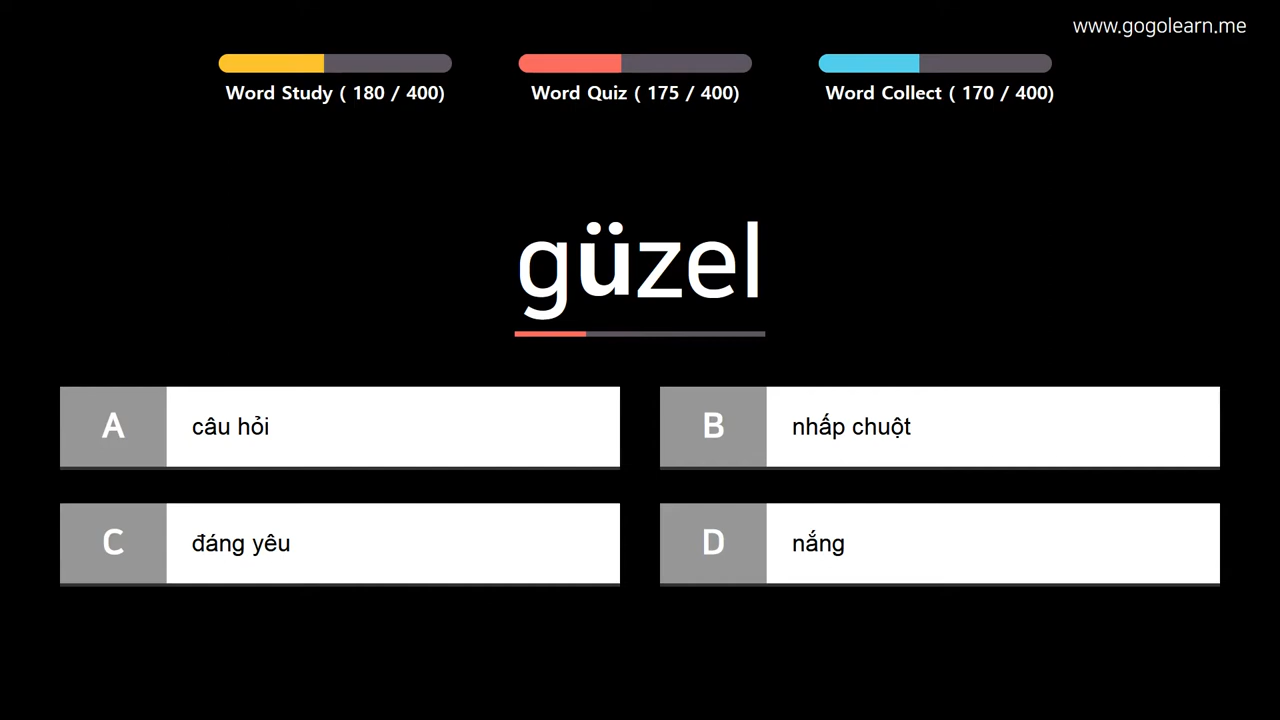 www.gogolearn.me
Word Study ( 180 / 400)
Word Quiz ( 175 / 400)
Word Collect ( 170 / 400)
güzel
A
câu hỏi
B
nhấp chuột
C
đáng yêu
D
nắng